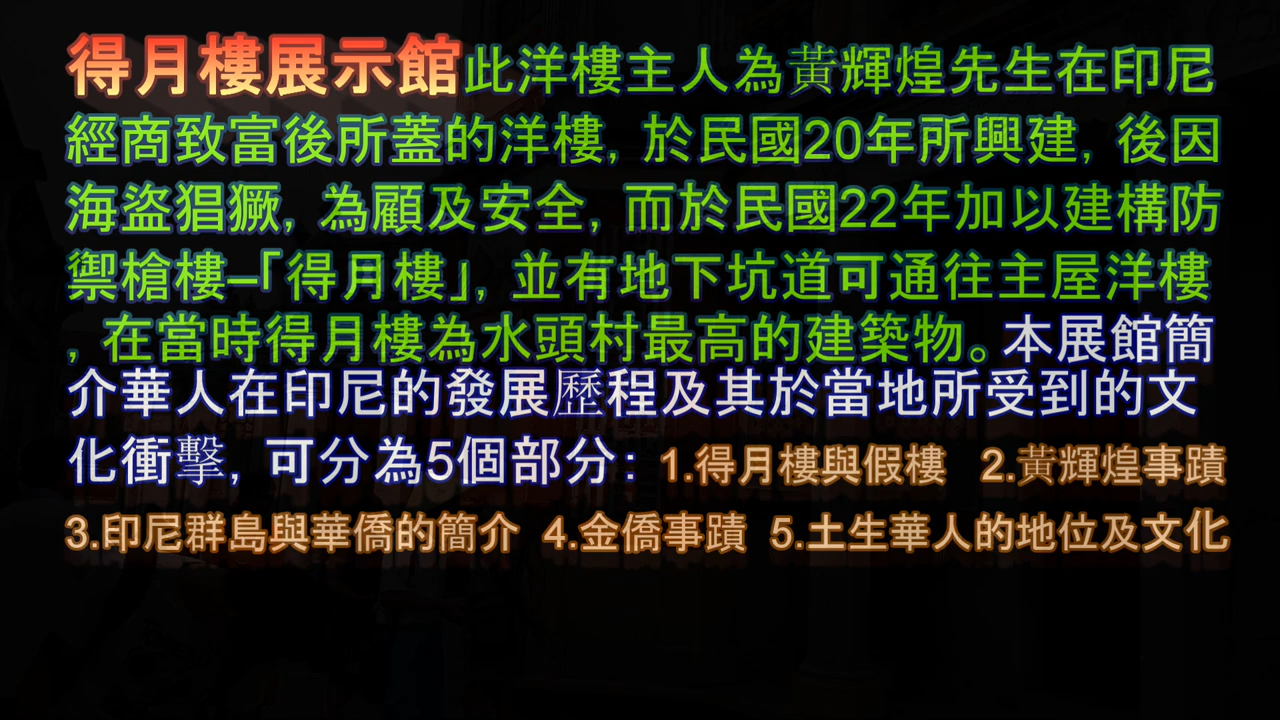 得月樓展示館此洋樓主人為黃輝煌先生在印尼
經商致富後所蓋的洋樓, 於民國20年所興建, 後因
海盜猖獗, 為顧及安全, 而於民國22年加以建構防
禦槍樓–「得月樓」, 並有地下坑道可通往主屋洋樓
, 在當時得月樓為水頭村最高的建築物。本展館簡
介華人在印尼的發展歷程及其於當地所受到的文
化衝擊, 可分為5個部分: 1.得月樓與假樓 2.黃輝煌事蹟
3.印尼群島與華僑的簡介 4.金僑事蹟 5.土生華人的地位及文化